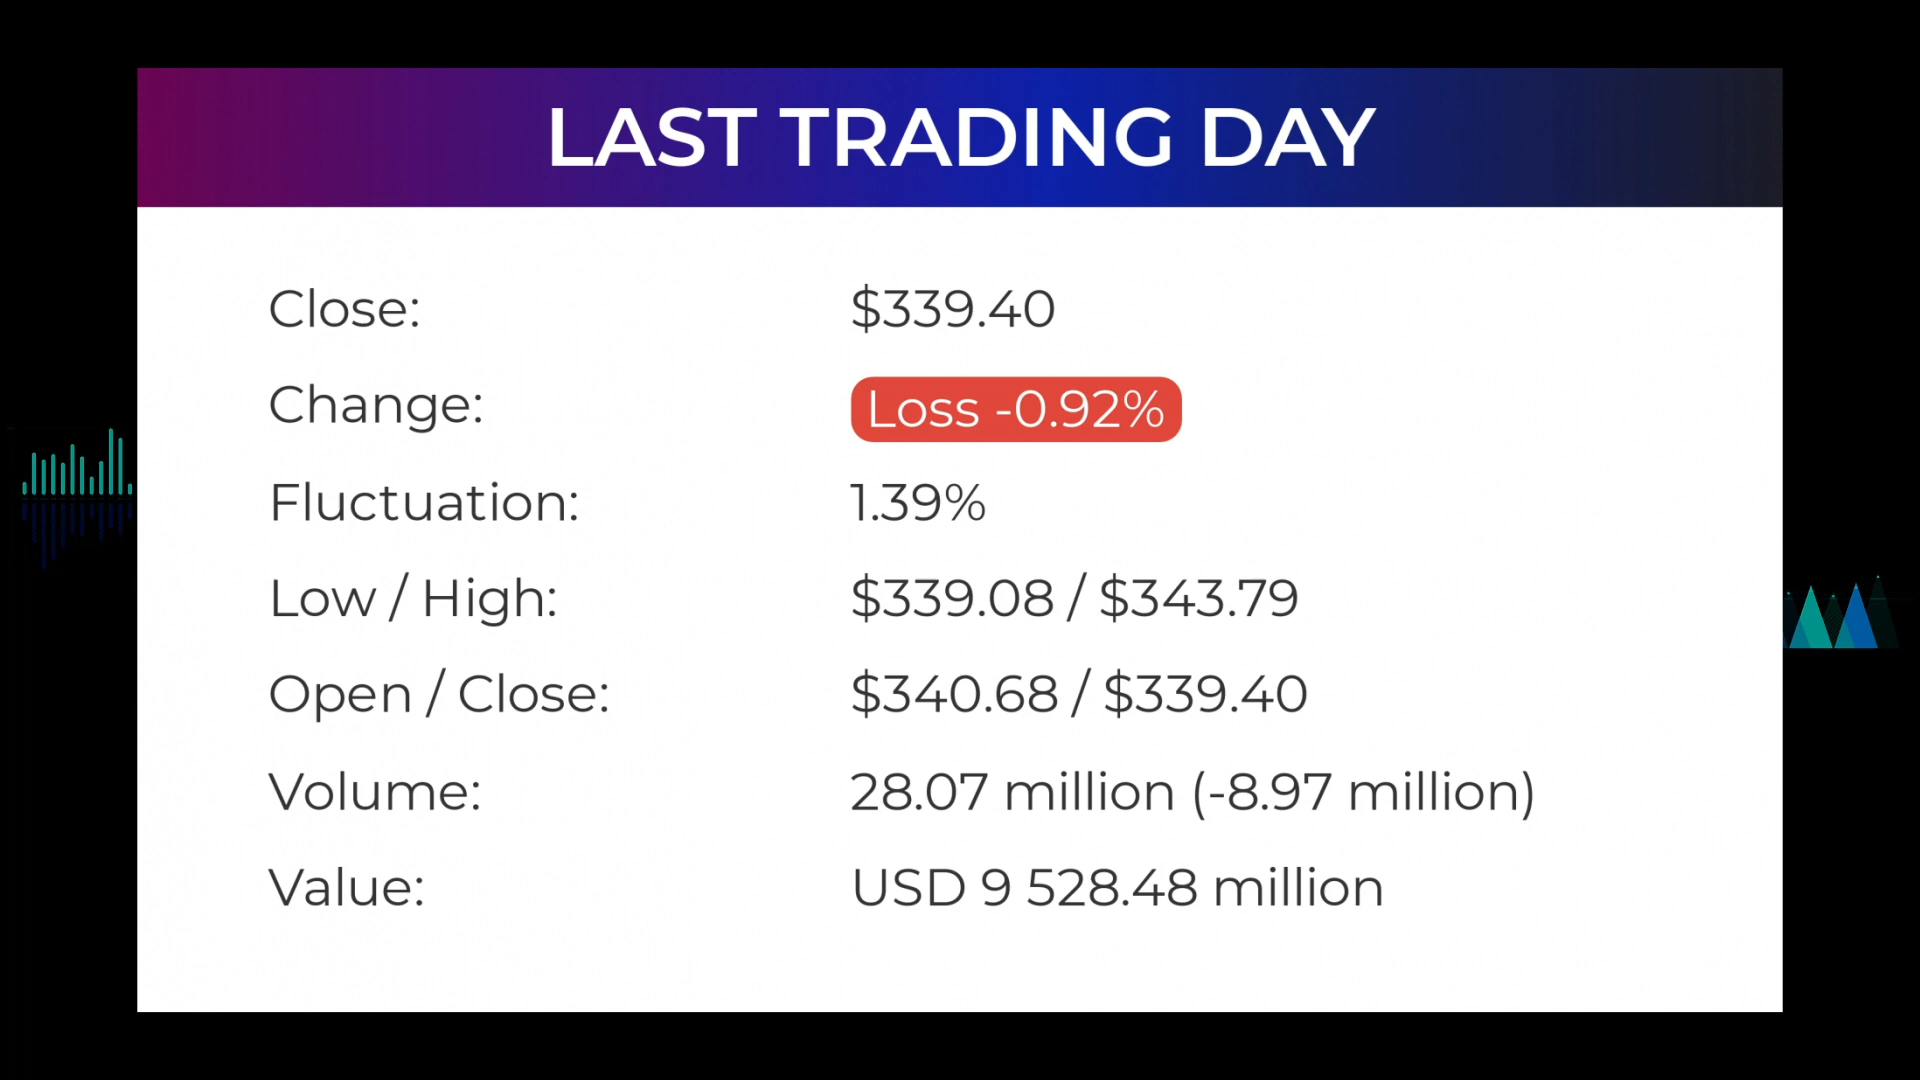 LAST TRADING DAY
Close: $339.40
Change: Loss -0.92%
Fluctuation: 1.39%
Low / High: $339.08 / $343.79
Open / Close: $340.68 / $339.40
Volume: 28.07 million (-8.97 million)
Value: USD 9 528.48 million